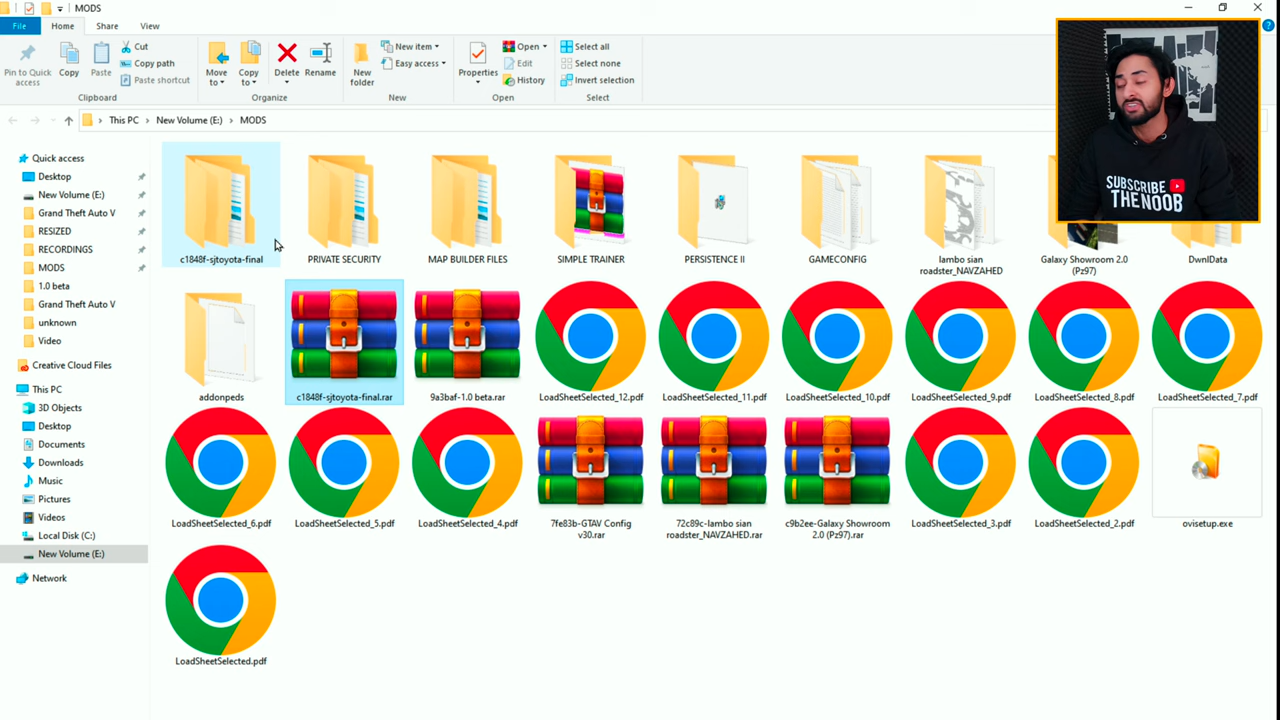 MODS
File Home Share View
Pin to Quick access
Copy
Paste
Cut
Copy path
Paste shortcut
Clipboard
Move to
Copy to
Delete
Rename
Organize
New folder
New item
Easy access
New
Properties
Open
Edit
History
Open
Select all
Select none
Invert selection
Select
This PC > New Volume (E:) > MODS
Quick access
Desktop
New Volume (E:)
Grand Theft Auto V
RESIZED
RECORDINGS
MODS
1.0 beta
Grand Theft Auto V
unknown
Video
Creative Cloud Files
This PC
3D Objects
Desktop
Documents
Downloads
Music
Pictures
Videos
Local Disk (C:)
New Volume (E:)
Network
c1848f-sjtoyota-final
PRIVATE SECURITY
MAP BUILDER FILES
SIMPLE TRAINER
PERSISTENCE II
GAMECONFIG
lambo sian
roadster_NAVZAHED
Galaxy Showroom 2.0
(Pz97)
DwnlData
addonpeds
c1848f-sjtoyota-final.rar
9a3baf-1.0 beta.rar
LoadSheetSelected_12.pdf
LoadSheetSelected_11.pdf
LoadSheetSelected_10.pdf
LoadSheetSelected_9.pdf
LoadSheetSelected_8.pdf
LoadSheetSelected_7.pdf
LoadSheetSelected_6.pdf
LoadSheetSelected_5.pdf
LoadSheetSelected_4.pdf
7fe83b-GTAV Config
v30.rar
72c89c-lambo sian
roadster_NAVZAHED.rar
c9b2ee-Galaxy Showroom
2.0 (Pz97).rar
LoadSheetSelected_3.pdf
LoadSheetSelected_2.pdf
ovisetup.exe
LoadSheetSelected.pdf
SUBSCRIBE
THENOOB